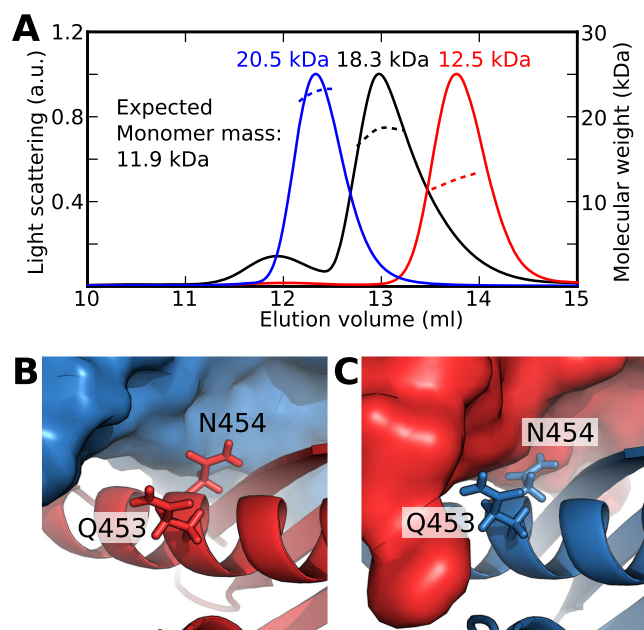 A
1.2
30
20.5 kDa 18.3 kDa 12.5 kDa
Expected
Monomer mass:
11.9 kDa
0.8
20
0.4
10
Light scattering (a.u.)
Molecular weight (kDa)
10 11 12 13 14 15
Elution volume (ml)
B
N454
Q453
C
N454
Q453